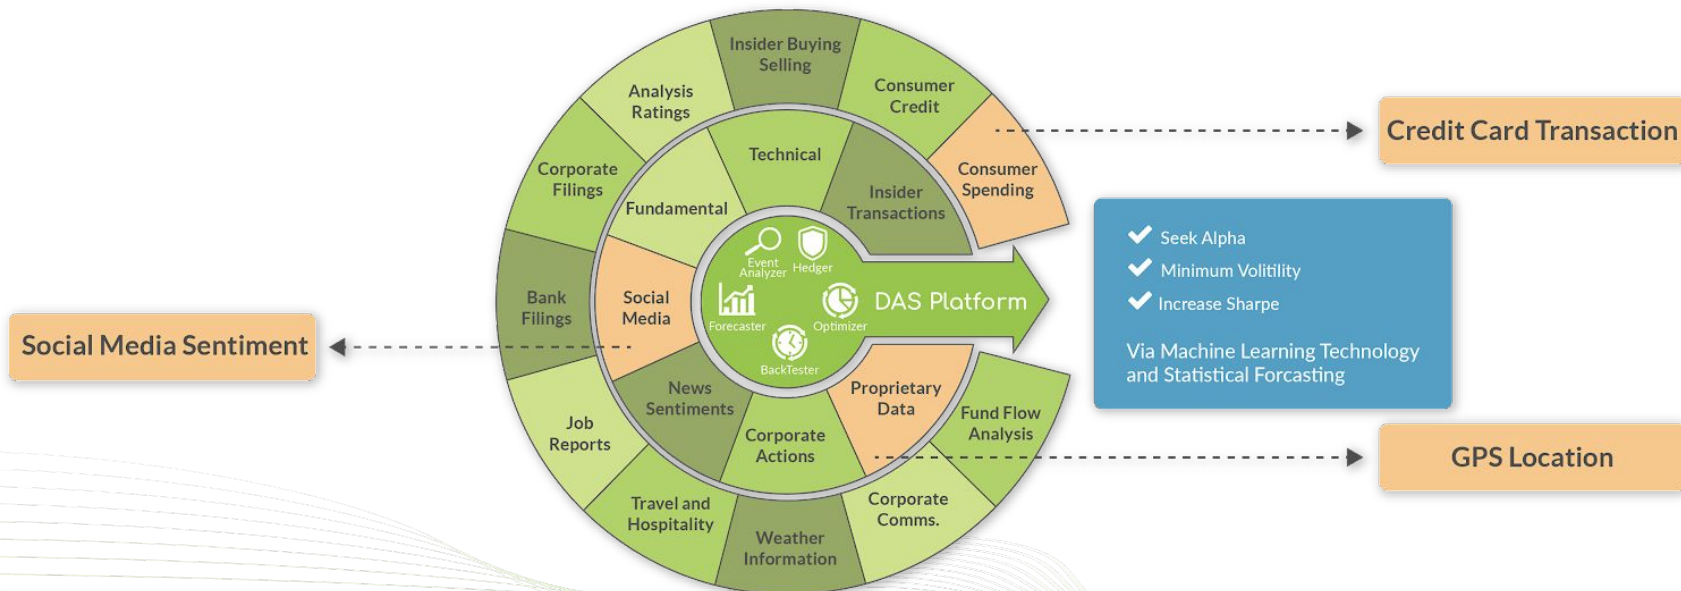 Insider Buying
Selling
Analysis
Ratings
Consumer
Credit
Credit Card Transaction
Technical
Corporate
Filings
Consumer
Spending
Insider
Transactions
Fundamental
Event
Analyzer
Hedger
Seek Alpha
Minimum Volitility
Increase Sharpe
Via Machine Learning Technology
and Statistical Forcasting
Bank
Filings
Social
Media
DAS Platform
Forecaster
Optimizer
BackTester
Social Media Sentiment
News
Sentiments
Proprietary
Data
Fund Flow
Analysis
Job
Reports
Corporate
Actions
GPS Location
Travel and
Hospitality
Corporate
Comms.
Weather
Information